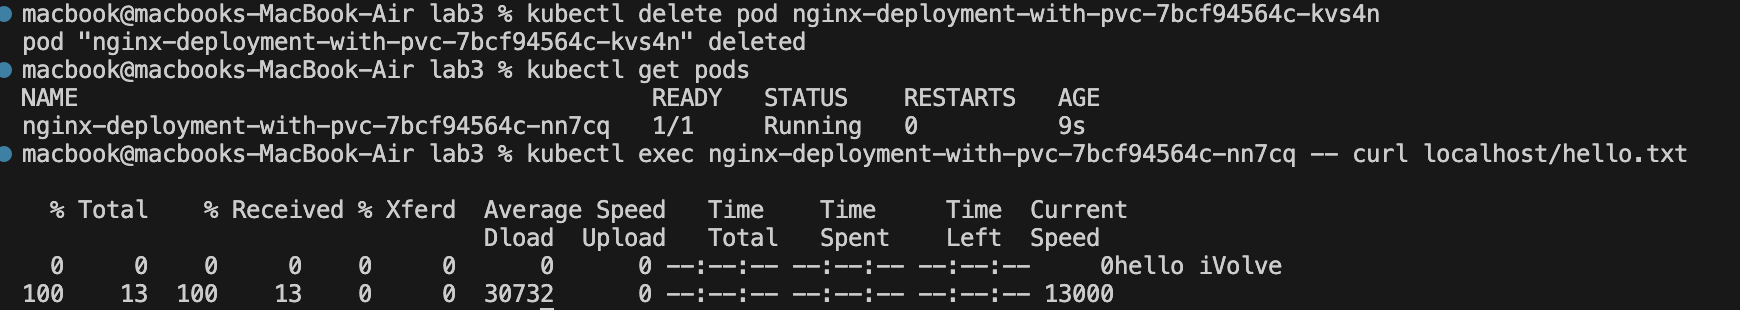 macbook@macbooks-MacBook-Air lab3 % kubectl delete pod nginx-deployment-with-pvc-7bcf94564c-kvs4n
pod "nginx-deployment-with-pvc-7bcf94564c-kvs4n" deleted
macbook@macbooks-MacBook-Air lab3 % kubectl get pods
NAME READY STATUS RESTARTS AGE
nginx-deployment-with-pvc-7bcf94564c-nn7cq 1/1 Running 0 9s
macbook@macbooks-MacBook-Air lab3 % kubectl exec nginx-deployment-with-pvc-7bcf94564c-nn7cq -- curl localhost/hello.txt
% Total % Received % Xferd Average Speed Time Time Time Current
Dload Upload Total Spent Left Speed
0 0 0 0 0 0 0 0 --:--:-- --:--:-- --:--:-- 0hello iVolve
100 13 100 13 0 0 30732 0 --:--:-- --:--:-- --:--:-- 13000